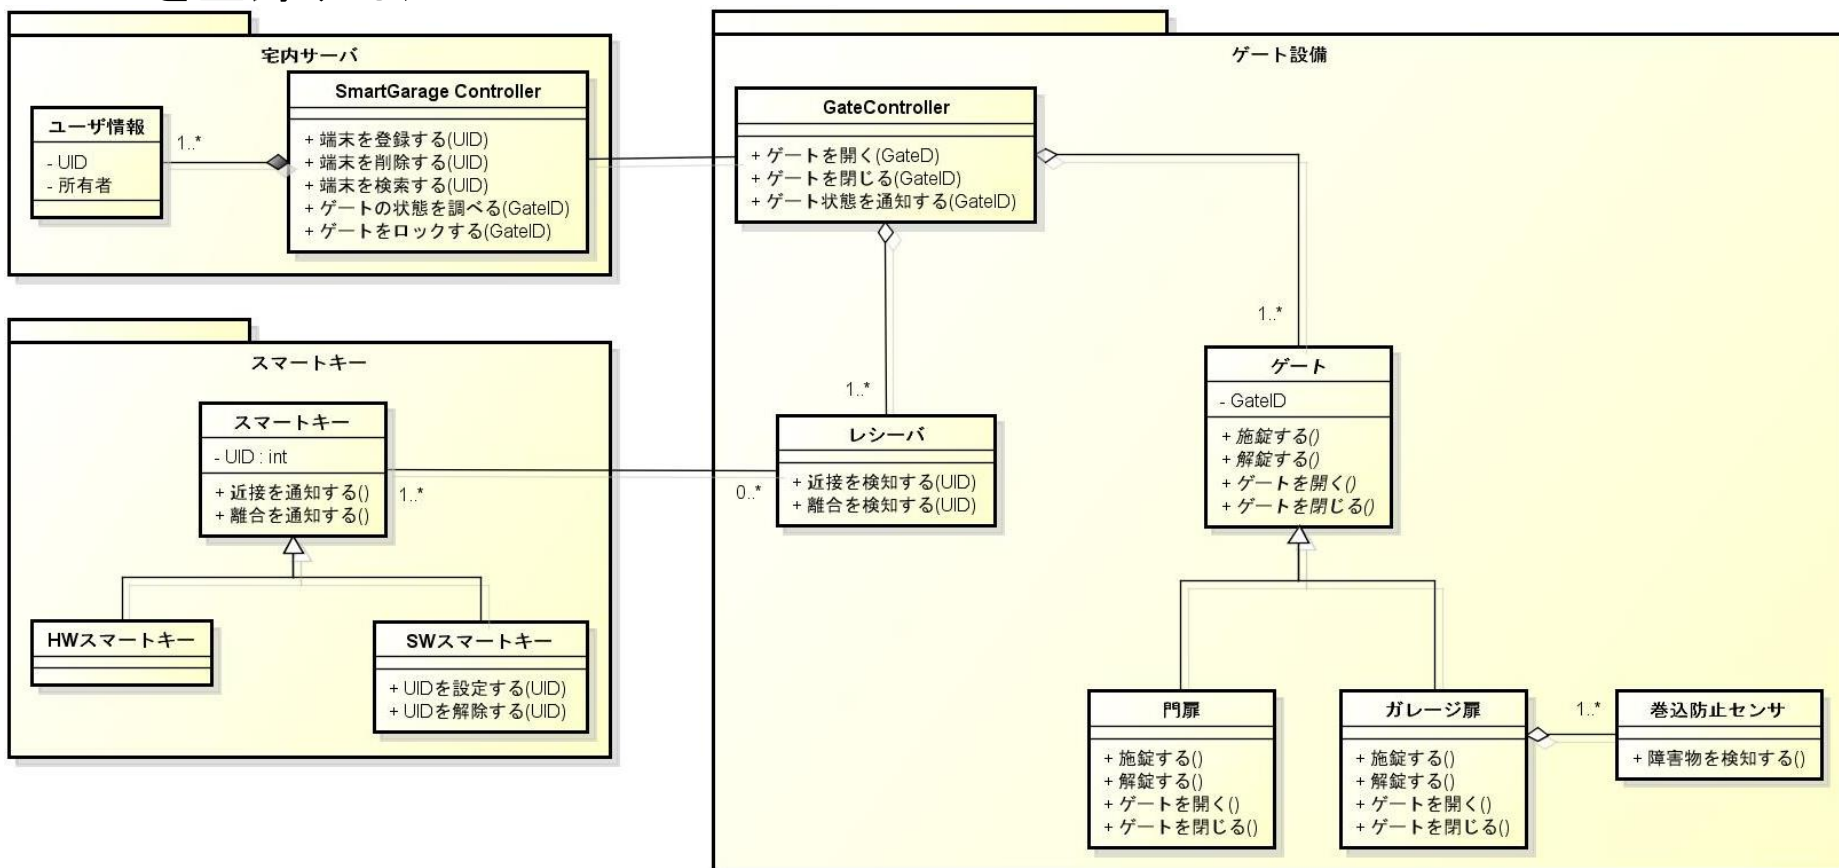 宅内サーバ
ユーザ情報
- UID
- 所有者
1..*
SmartGarage Controller
+ 端末を登録する(UID)
+ 端末を削除する(UID)
+ 端末を検索する(UID)
+ ゲートの状態を調べる(GateID)
+ ゲートをロックする(GateID)
スマートキー
スマートキー
- UID : int
+ 近接を通知する()
+ 離合を通知する()
1..*
0..*
HWスマートキー
SWスマートキー
+ UIDを設定する(UID)
+ UIDを解除する(UID)
ゲート設備
GateController
+ ゲートを開く(GateD)
+ ゲートを閉じる(GateID)
+ ゲート状態を通知する(GateID)
1..*
1..*
レシーバ
+ 近接を検知する(UID)
+ 離合を検知する(UID)
ゲート
- GateID
+ 施錠する()
+ 解錠する()
+ ゲートを開く()
+ ゲートを閉じる()
門扉
+ 施錠する()
+ 解錠する()
+ ゲートを開く()
+ ゲートを閉じる()
ガレージ扉
+ 施錠する()
+ 解錠する()
+ ゲートを開く()
+ ゲートを閉じる()
1..*
巻込防止センサ
+ 障害物を検知する()